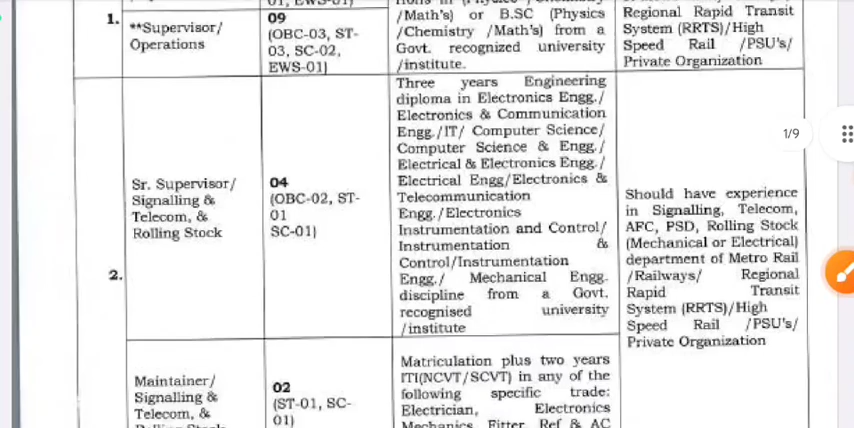 1.
**Supervisor/
Operations
01, EWS-01)
09
(OBC-03, ST-
03, SC-02,
EWS-01)
/Math's) or B.SC (Physics
/Chemistry /Math's) from a
Govt. recognized university
/institute.
Regional Rapid Transit
System (RRTS)/High
Speed Rail /PSU's/
Private Organization
2.
Sr. Supervisor/
Signalling &
Telecom, &
Rolling Stock
04
(OBC-02, ST-
01
SC-01)
Three years Engineering
diploma in Electronics Engg./
Electronics & Communication
Engg./IT/ Computer Science/
Computer Science & Engg./
Electrical & Electronics Engg./
Electrical Engg/Electronics &
Telecommunication
Engg./Electronics
Instrumentation and Control/
Instrumentation &
Control/Instrumentation
Engg./ Mechanical Engg.
discipline from a Govt.
recognised university
/institute
Should have experience
in Signalling, Telecom,
AFC, PSD, Rolling Stock
(Mechanical or Electrical)
department of Metro Rail
/Railways/ Regional
Rapid Transit
System (RRTS)/High
Speed Rail /PSU's/
Private Organization
Maintainer/
Signalling &
Telecom, &
02
(ST-01, SC-
01)
Matriculation plus two years
ITI(NCVT/SCVT) in any of the
following specific trade:
Electrician, Electronics
Mechanics, Fitter, Ref & AC
1/9